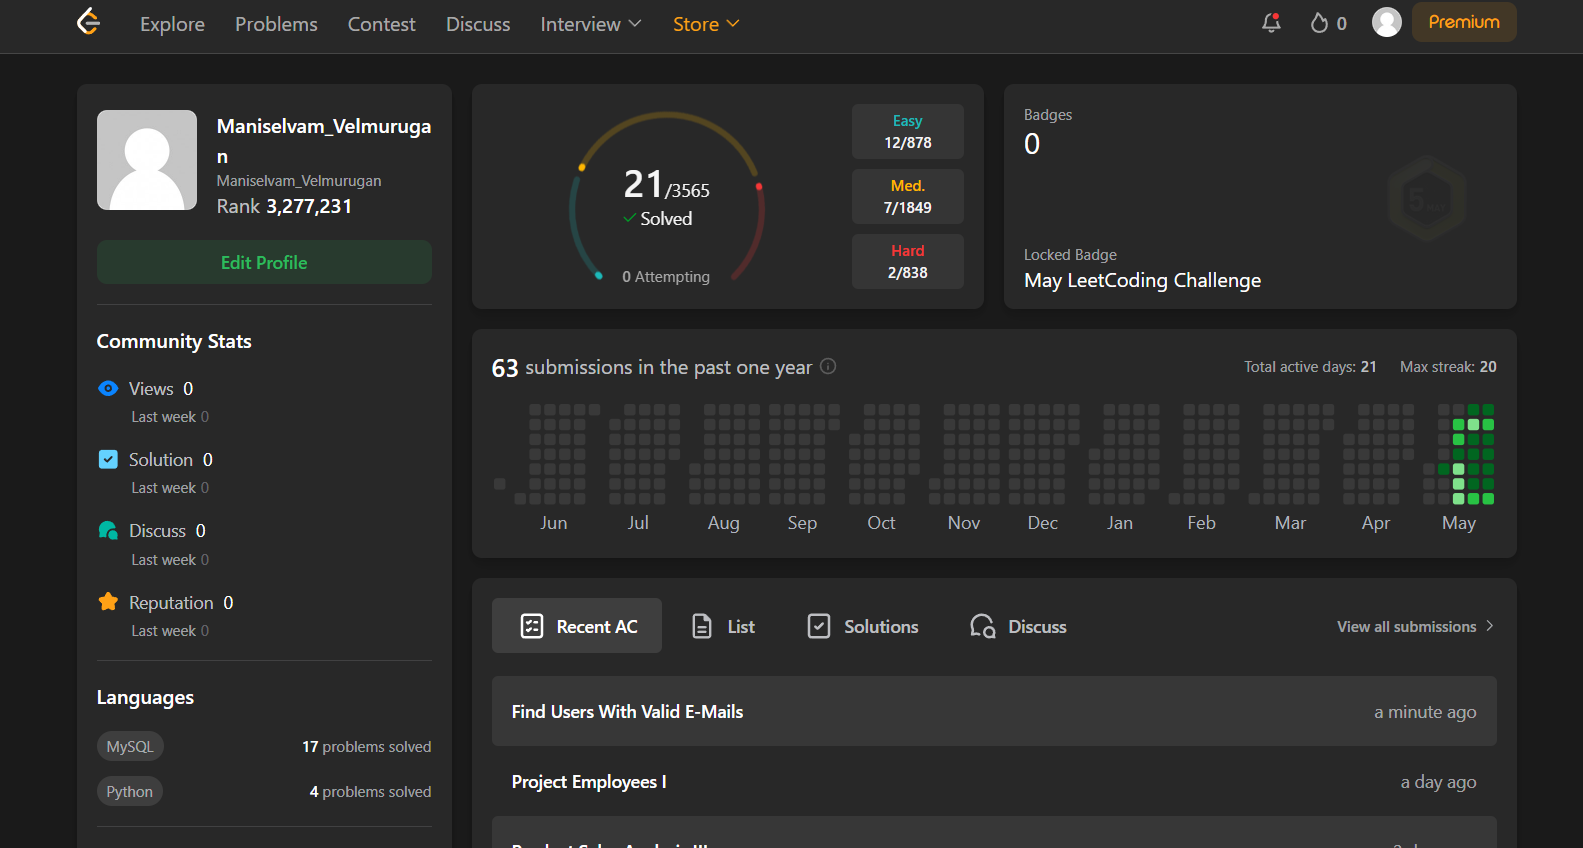 Explore Problems Contest Discuss Interview Store 0 Premium
Maniselvam_Velmuruga
n
Maniselvam_Velmurugan
Rank 3,277,231
Edit Profile
Community Stats
Views 0
Last week 0
Solution 0
Last week 0
Discuss 0
Last week 0
Reputation 0
Last week 0
Languages
MySQL 17 problems solved
Python 4 problems solved
21/3565
Solved
0 Attempting
Easy
12/878
Med.
7/1849
Hard
2/838
Badges
0
Locked Badge
May LeetCoding Challenge
63 submissions in the past one year Total active days: 21 Max streak: 20
Jun Jul Aug Sep Oct Nov Dec Jan Feb Mar Apr May
Recent AC List Solutions Discuss View all submissions
Find Users With Valid E-Mails a minute ago
Project Employees I a day ago